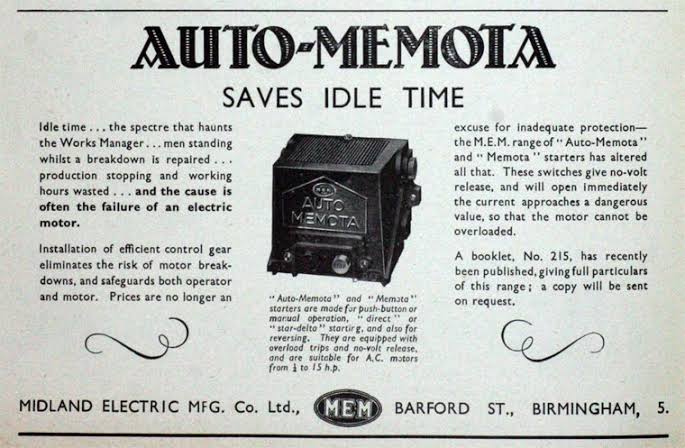 AUTO-MEMOTA
SAVES IDLE TIME
Idle time . . . the spectre that haunts
the Works Manager . . . men standing
whilst a breakdown is repaired . . .
production stopping and working
hours wasted . . . and the cause is
often the failure of an electric
motor.
Installation of efficient control gear
eliminates the risk of motor break-
downs, and safeguards both operator
and motor. Prices are no longer an
MEM
AUTO
MEMOTA
"Auto-Memota" and "Memota"
starters are made for push-button or
manual operation, "direct" or
"star-delta" starting, and also for
reversing. They are equipped with
overload trips and no-volt release,
and are suitable for A.C. motors
from ½ to 15 h.p.
excuse for inadequate protection—
the M.E.M. range of "Auto-Memota"
and "Memota" starters has altered
all that. These switches give no-volt
release, and will open immediately
the current approaches a dangerous
value, so that the motor cannot be
overloaded.
A booklet, No. 215, has recently
been published, giving full particulars
of this range; a copy will be sent
on request.
MIDLAND ELECTRIC MFG. Co. Ltd., MEM BARFORD ST., BIRMINGHAM, 5.